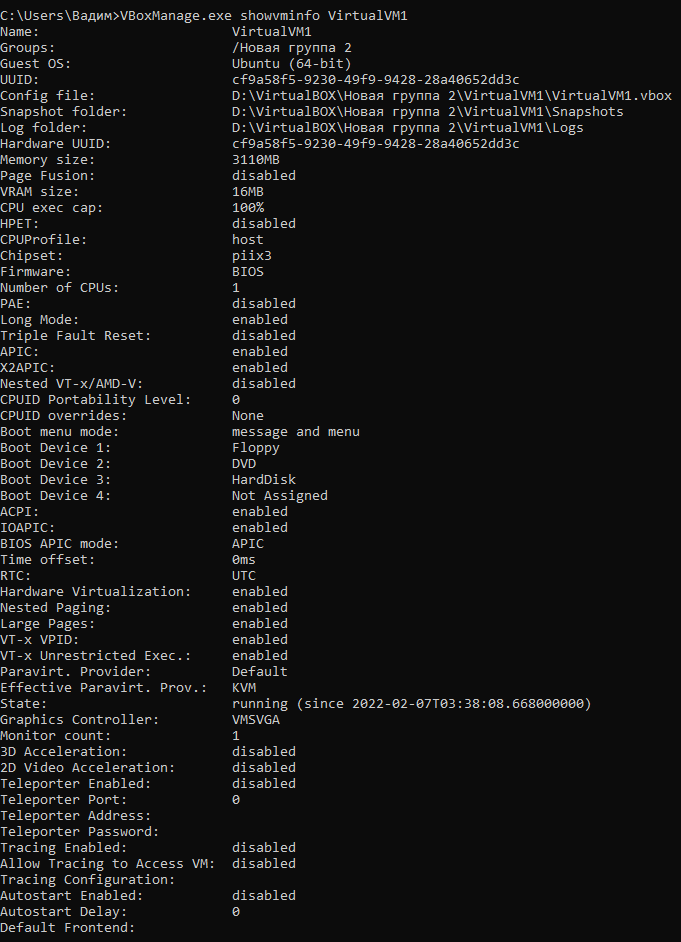 C:\Users\Вадим>VBoxManage.exe showvminfo VirtualVM1
Name:                        VirtualVM1
Groups:                      /Новая группа 2
Guest OS:                    Ubuntu (64-bit)
UUID:                        cf9a58f5-9230-49f9-9428-28a40652dd3c
Config file:                 D:\VirtualBOX\Новая группа 2\VirtualVM1\VirtualVM1.vbox
Snapshot folder:             D:\VirtualBOX\Новая группа 2\VirtualVM1\Snapshots
Log folder:                  D:\VirtualBOX\Новая группа 2\VirtualVM1\Logs
Hardware UUID:               cf9a58f5-9230-49f9-9428-28a40652dd3c
Memory size:                 3110MB
Page Fusion:                 disabled
VRAM size:                   16MB
CPU exec cap:                100%
HPET:                        disabled
CPUProfile:                  host
Chipset:                     piix3
Firmware:                    BIOS
Number of CPUs:              1
PAE:                         disabled
Long Mode:                   enabled
Triple Fault Reset:          disabled
APIC:                        enabled
X2APIC:                      enabled
Nested VT-x/AMD-V:           disabled
CPUID Portability Level:     0
CPUID overrides:             None
Boot menu mode:              message and menu
Boot Device 1:               Floppy
Boot Device 2:               DVD
Boot Device 3:               HardDisk
Boot Device 4:               Not Assigned
ACPI:                        enabled
IOAPIC:                      enabled
BIOS APIC mode:              APIC
Time offset:                 0ms
RTC:                         UTC
Hardware Virtualization:     enabled
Nested Paging:               enabled
Large Pages:                 enabled
VT-x VPID:                   enabled
VT-x Unrestricted Exec.:     enabled
Paravirt. Provider:          Default
Effective Paravirt. Prov.:   KVM
State:                       running (since 2022-02-07T03:38:08.668000000)
Graphics Controller:         VMSVGA
Monitor count:               1
3D Acceleration:             disabled
2D Video Acceleration:       disabled
Teleporter Enabled:          disabled
Teleporter Port:             0
Teleporter Address:
Teleporter Password:
Tracing Enabled:             disabled
Allow Tracing to Access VM:  disabled
Tracing Configuration:
Autostart Enabled:           disabled
Autostart Delay:             0
Default Frontend: